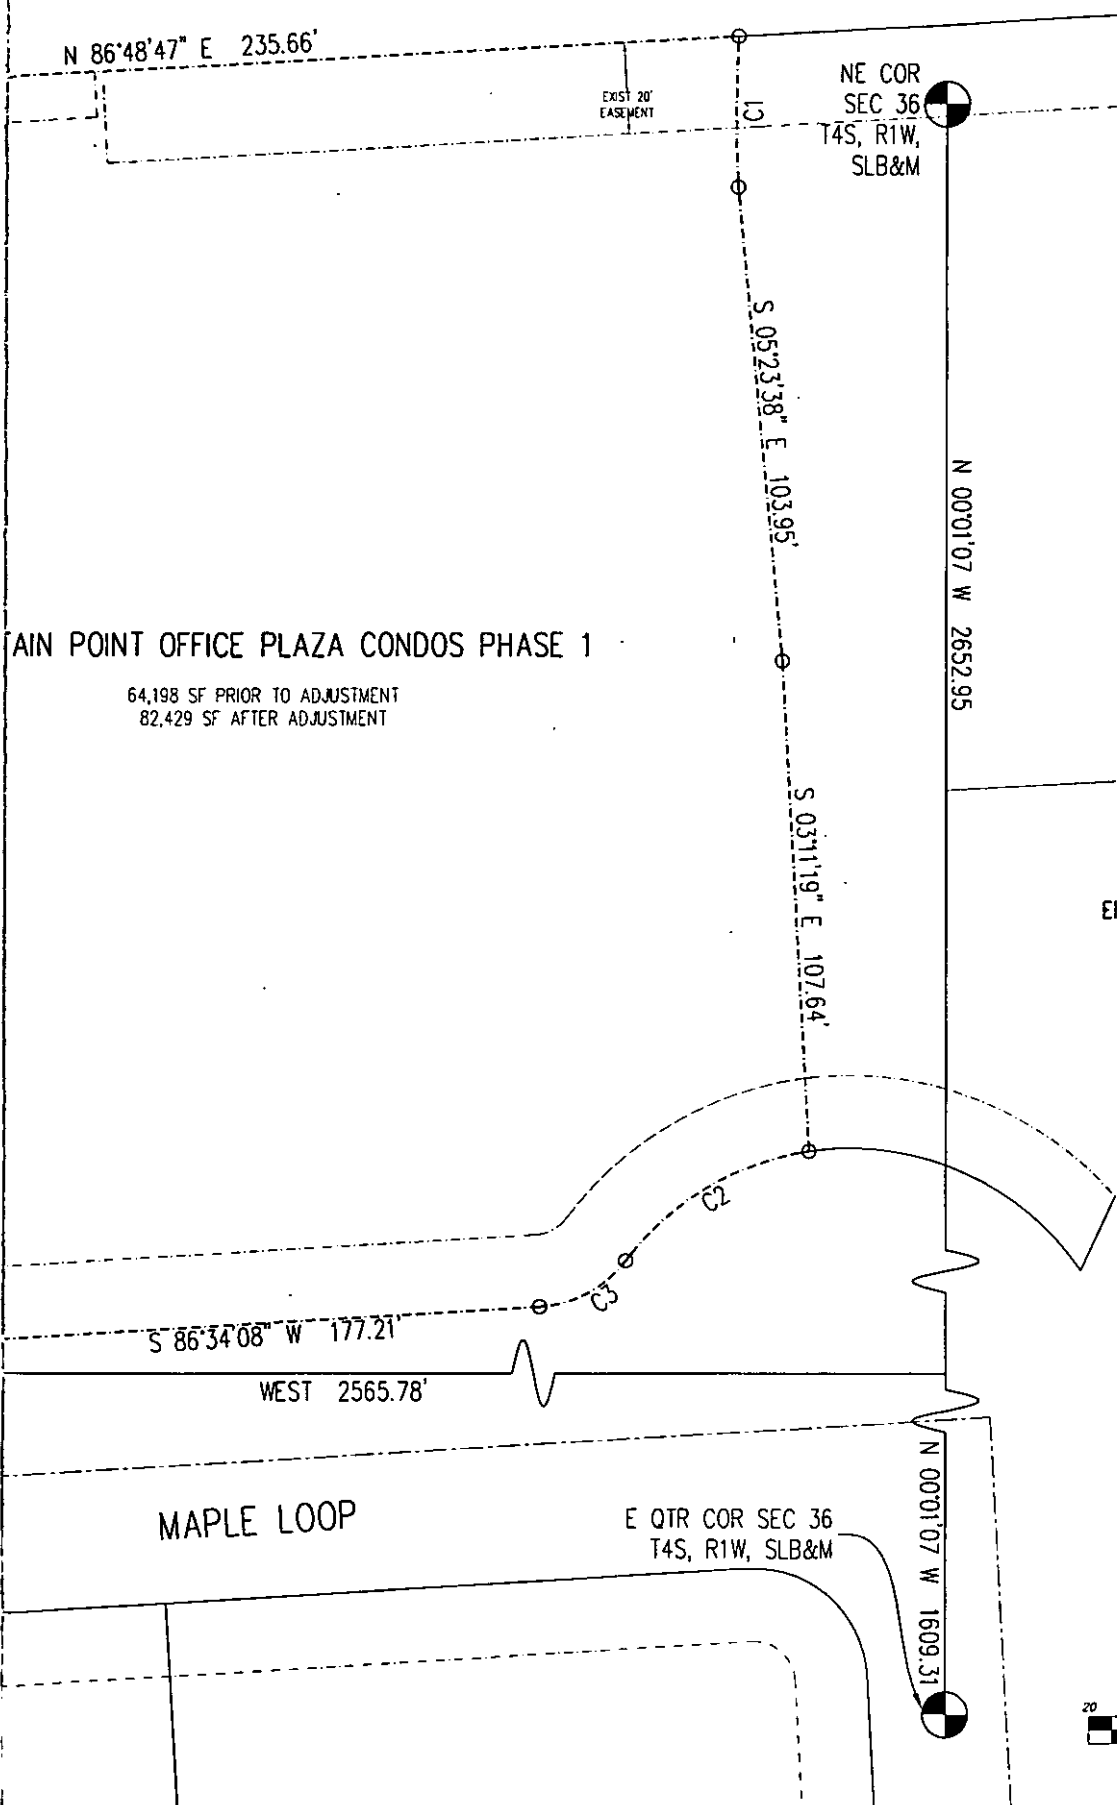 N 86°48'47" E 235.66'
EXIST 20'
EASEMENT
C1
NE COR
SEC 36
T4S, R1W,
SLB&M
S 05°23'38" E 103.95'
N 00°01'07 W 2652.95
AIN POINT OFFICE PLAZA CONDOS PHASE 1
64,198 SF PRIOR TO ADJUSTMENT
82,429 SF AFTER ADJUSTMENT
S 03°11'19" E 107.64'
C2
C3
S 86°34'08" W 177.21'
WEST 2565.78'
MAPLE LOOP
E QTR COR SEC 36
T4S, R1W, SLB&M
N 00°01'07 W 1609.31
20